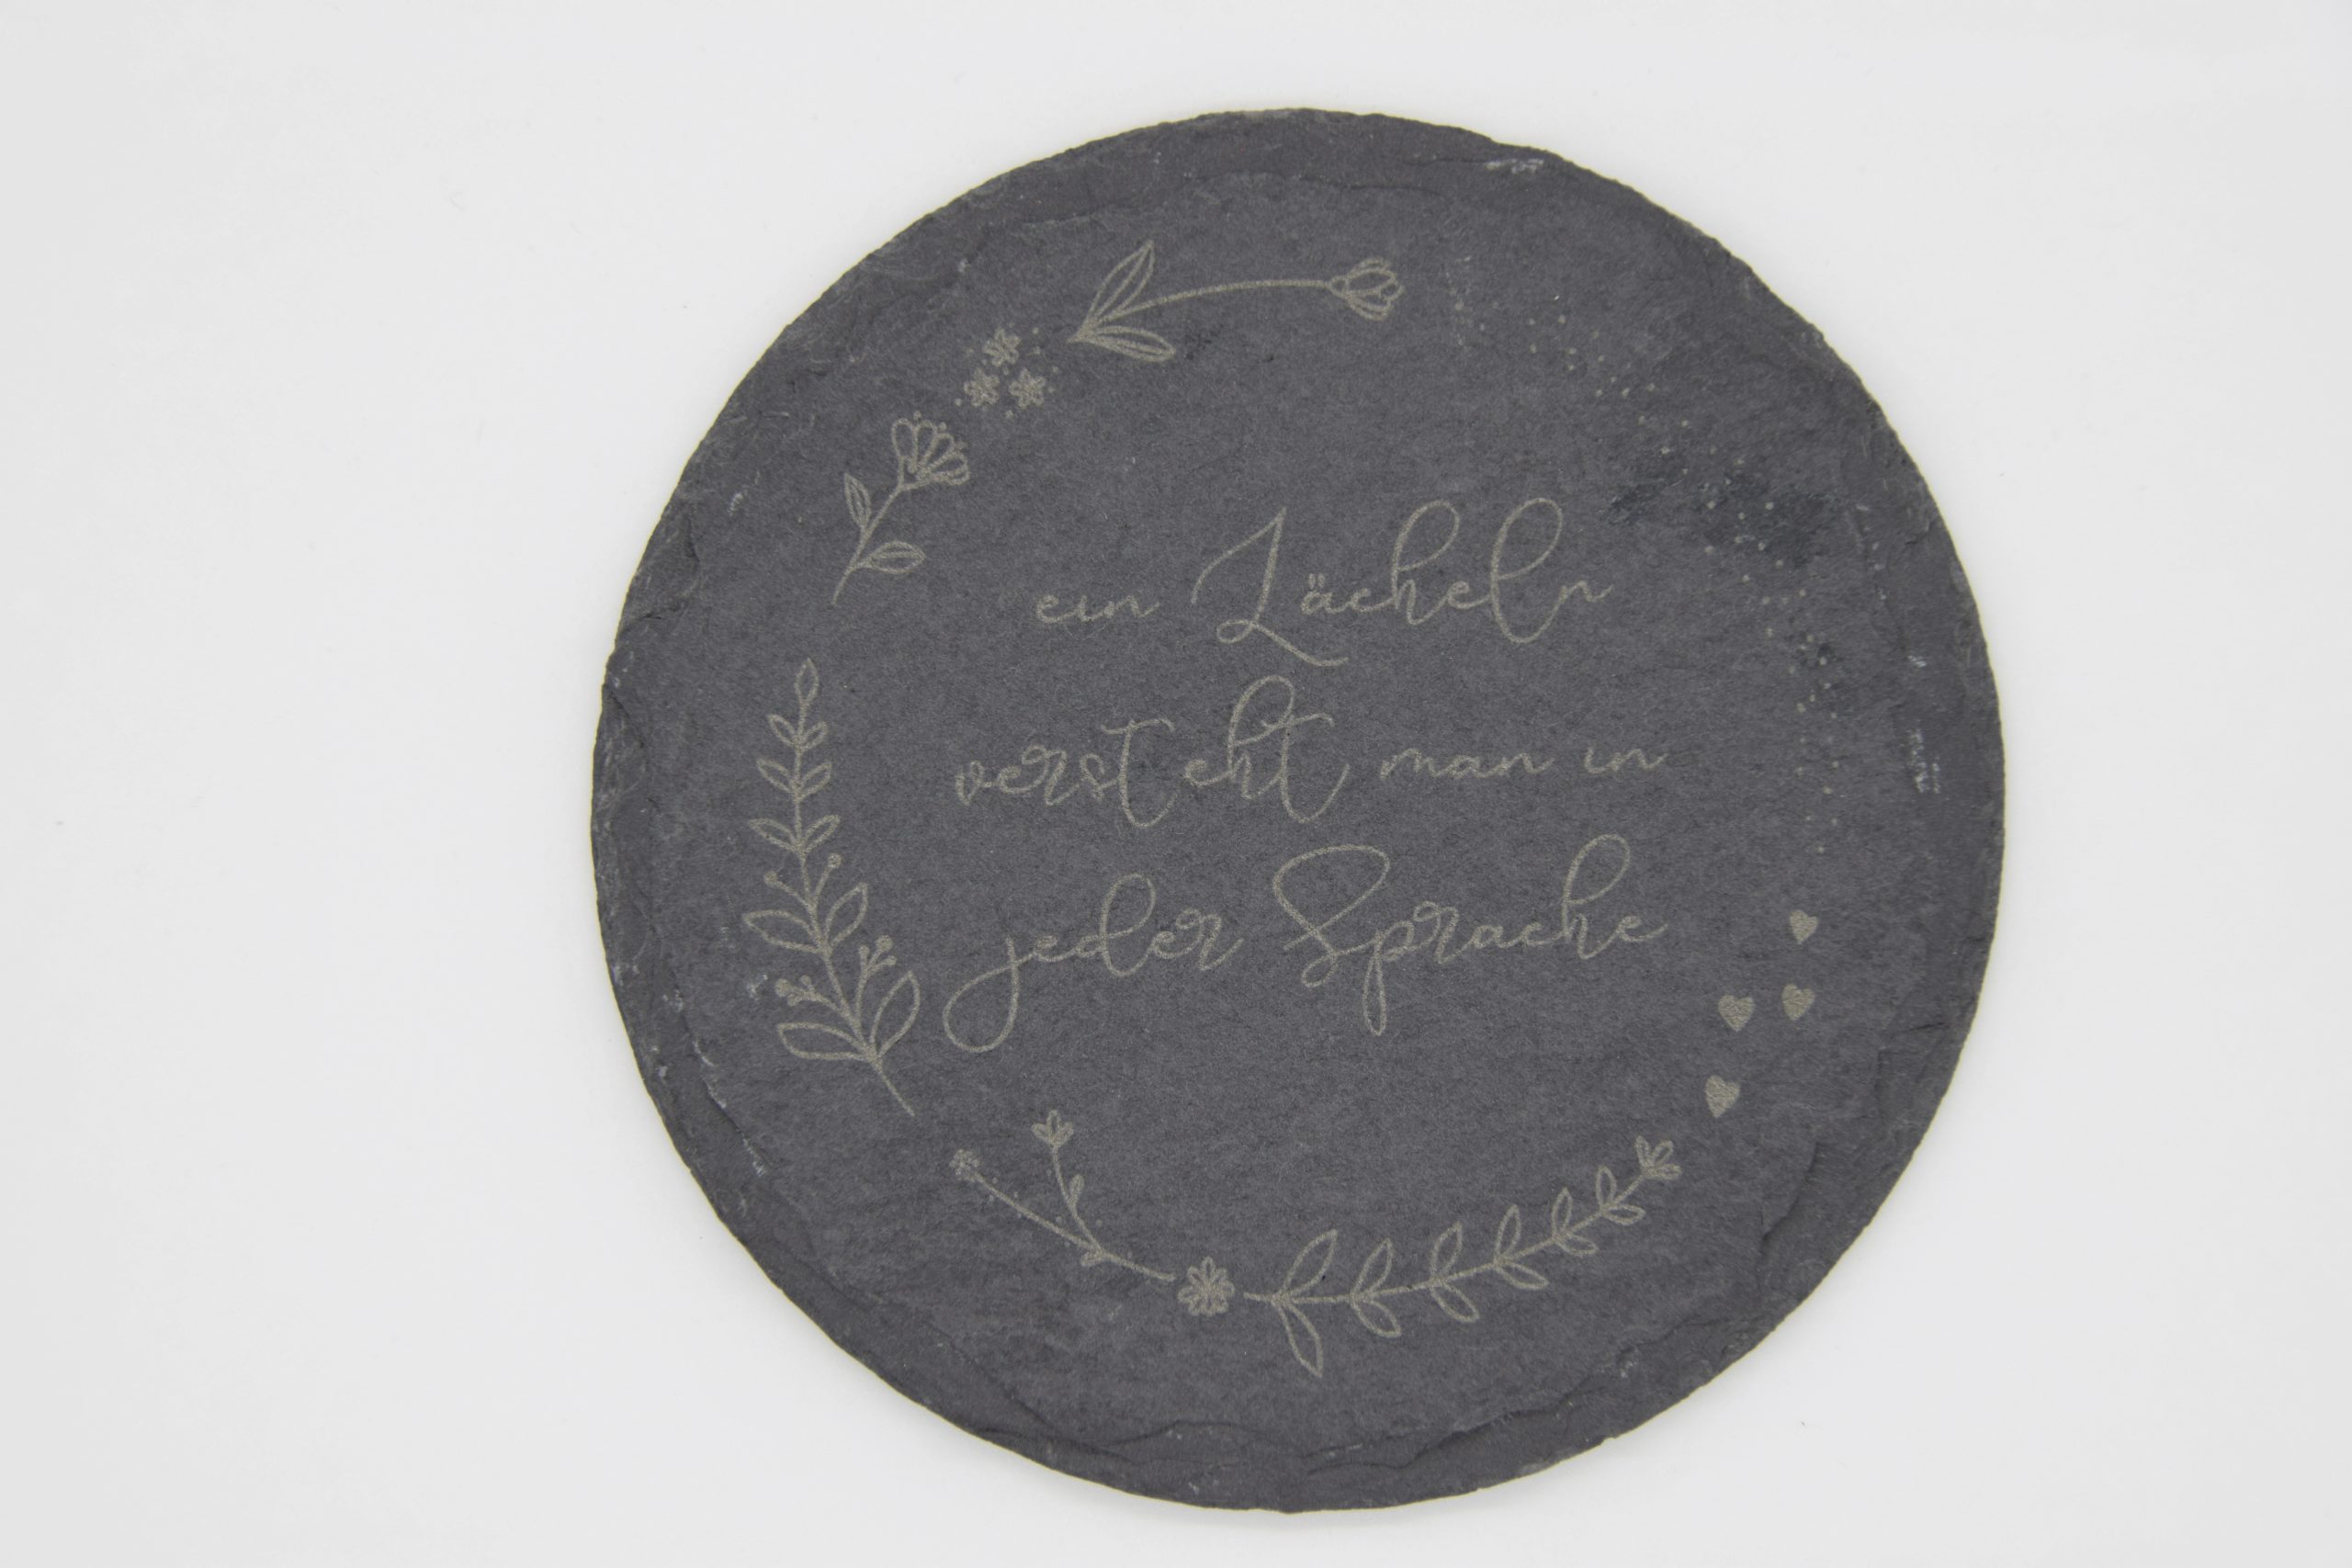 ein Lächeln
versteht man in
jeder Sprache